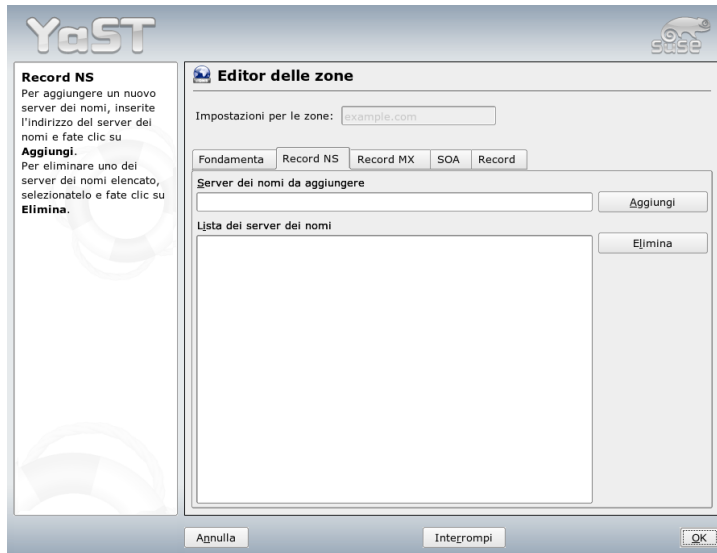 YaST
suse
Record NS
Per aggiungere un nuovo
server dei nomi, inserite
l'indirizzo del server dei
nomi e fate clic su
Aggiungi.
Per eliminare uno dei
server dei nomi elencato,
selezionatelo e fate clic su
Elimina.
Editor delle zone
Impostazioni per le zone: example.com
Fondamenta Record NS Record MX SOA Record
Server dei nomi da aggiungere
Aggiungi
Lista dei server dei nomi
Elimina
Annulla Interrompi OK